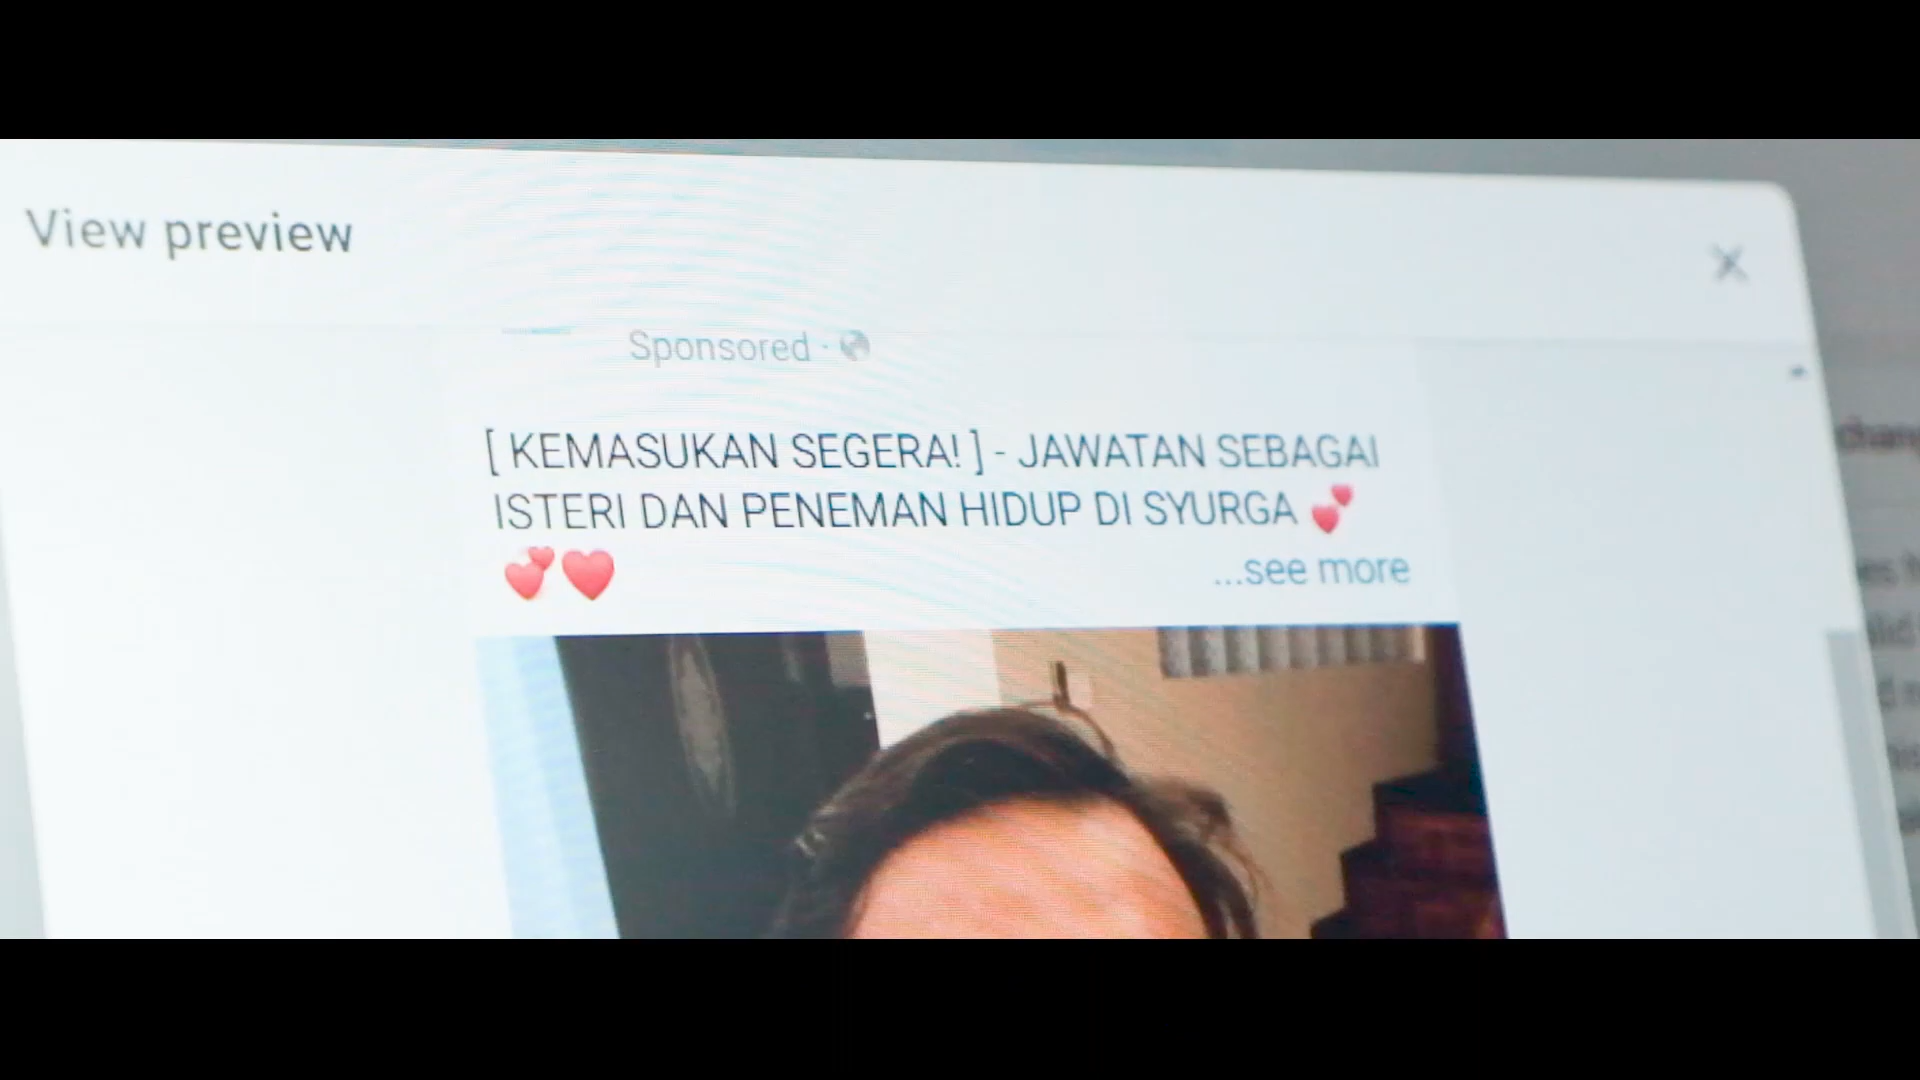 View preview
Sponsored ·
[ KEMASUKAN SEGERA! ] - JAWATAN SEBAGAI
ISTERI DAN PENEMAN HIDUP DI SYURGA 💕
💕❤️ ...see more